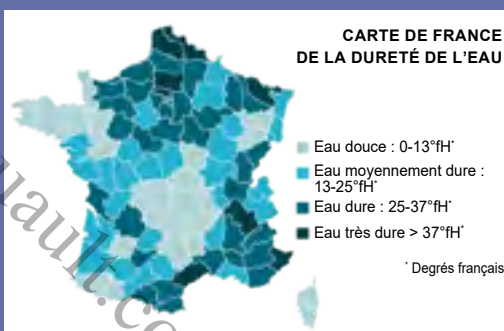 CARTE DE FRANCE
DE LA DURETÉ DE L'EAU
Eau douce : 0-13°fH*
Eau moyennement dure :
13-25°fH*
Eau dure : 25-37°fH*
Eau très dure > 37°fH*
* Degrés français